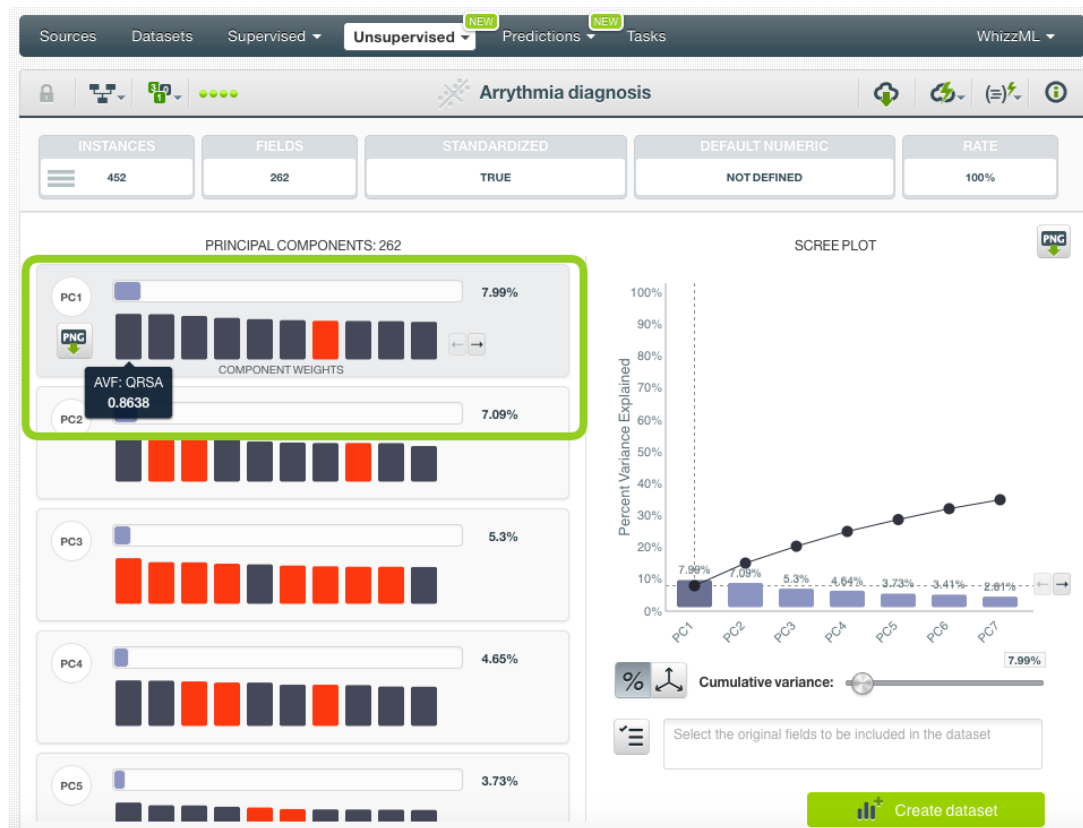 NEW NEW
Sources Datasets Supervised Unsupervised Predictions Tasks WhizzML
Arrythmia diagnosis
INSTANCES FIELDS STANDARDIZED DEFAULT NUMERIC RATE
452 262 TRUE NOT DEFINED 100%
PRINCIPAL COMPONENTS: 262
PC1 7.99%
PNG
COMPONENT WEIGHTS
AVF: QRSA
0.8638
PC2 7.09%
PC3 5.3%
PC4 4.65%
PC5 3.73%
SCREE PLOT
PNG
Percent Variance Explained
100%
90%
80%
70%
60%
50%
40%
30%
20%
10%
0%
7.99% 7.09% 5.3% 4.64% 3.73% 3.41% 2.81%
PC1 PC2 PC3 PC4 PC5 PC6 PC7
7.99%
% Cumulative variance:
Select the original fields to be included in the dataset
Create dataset